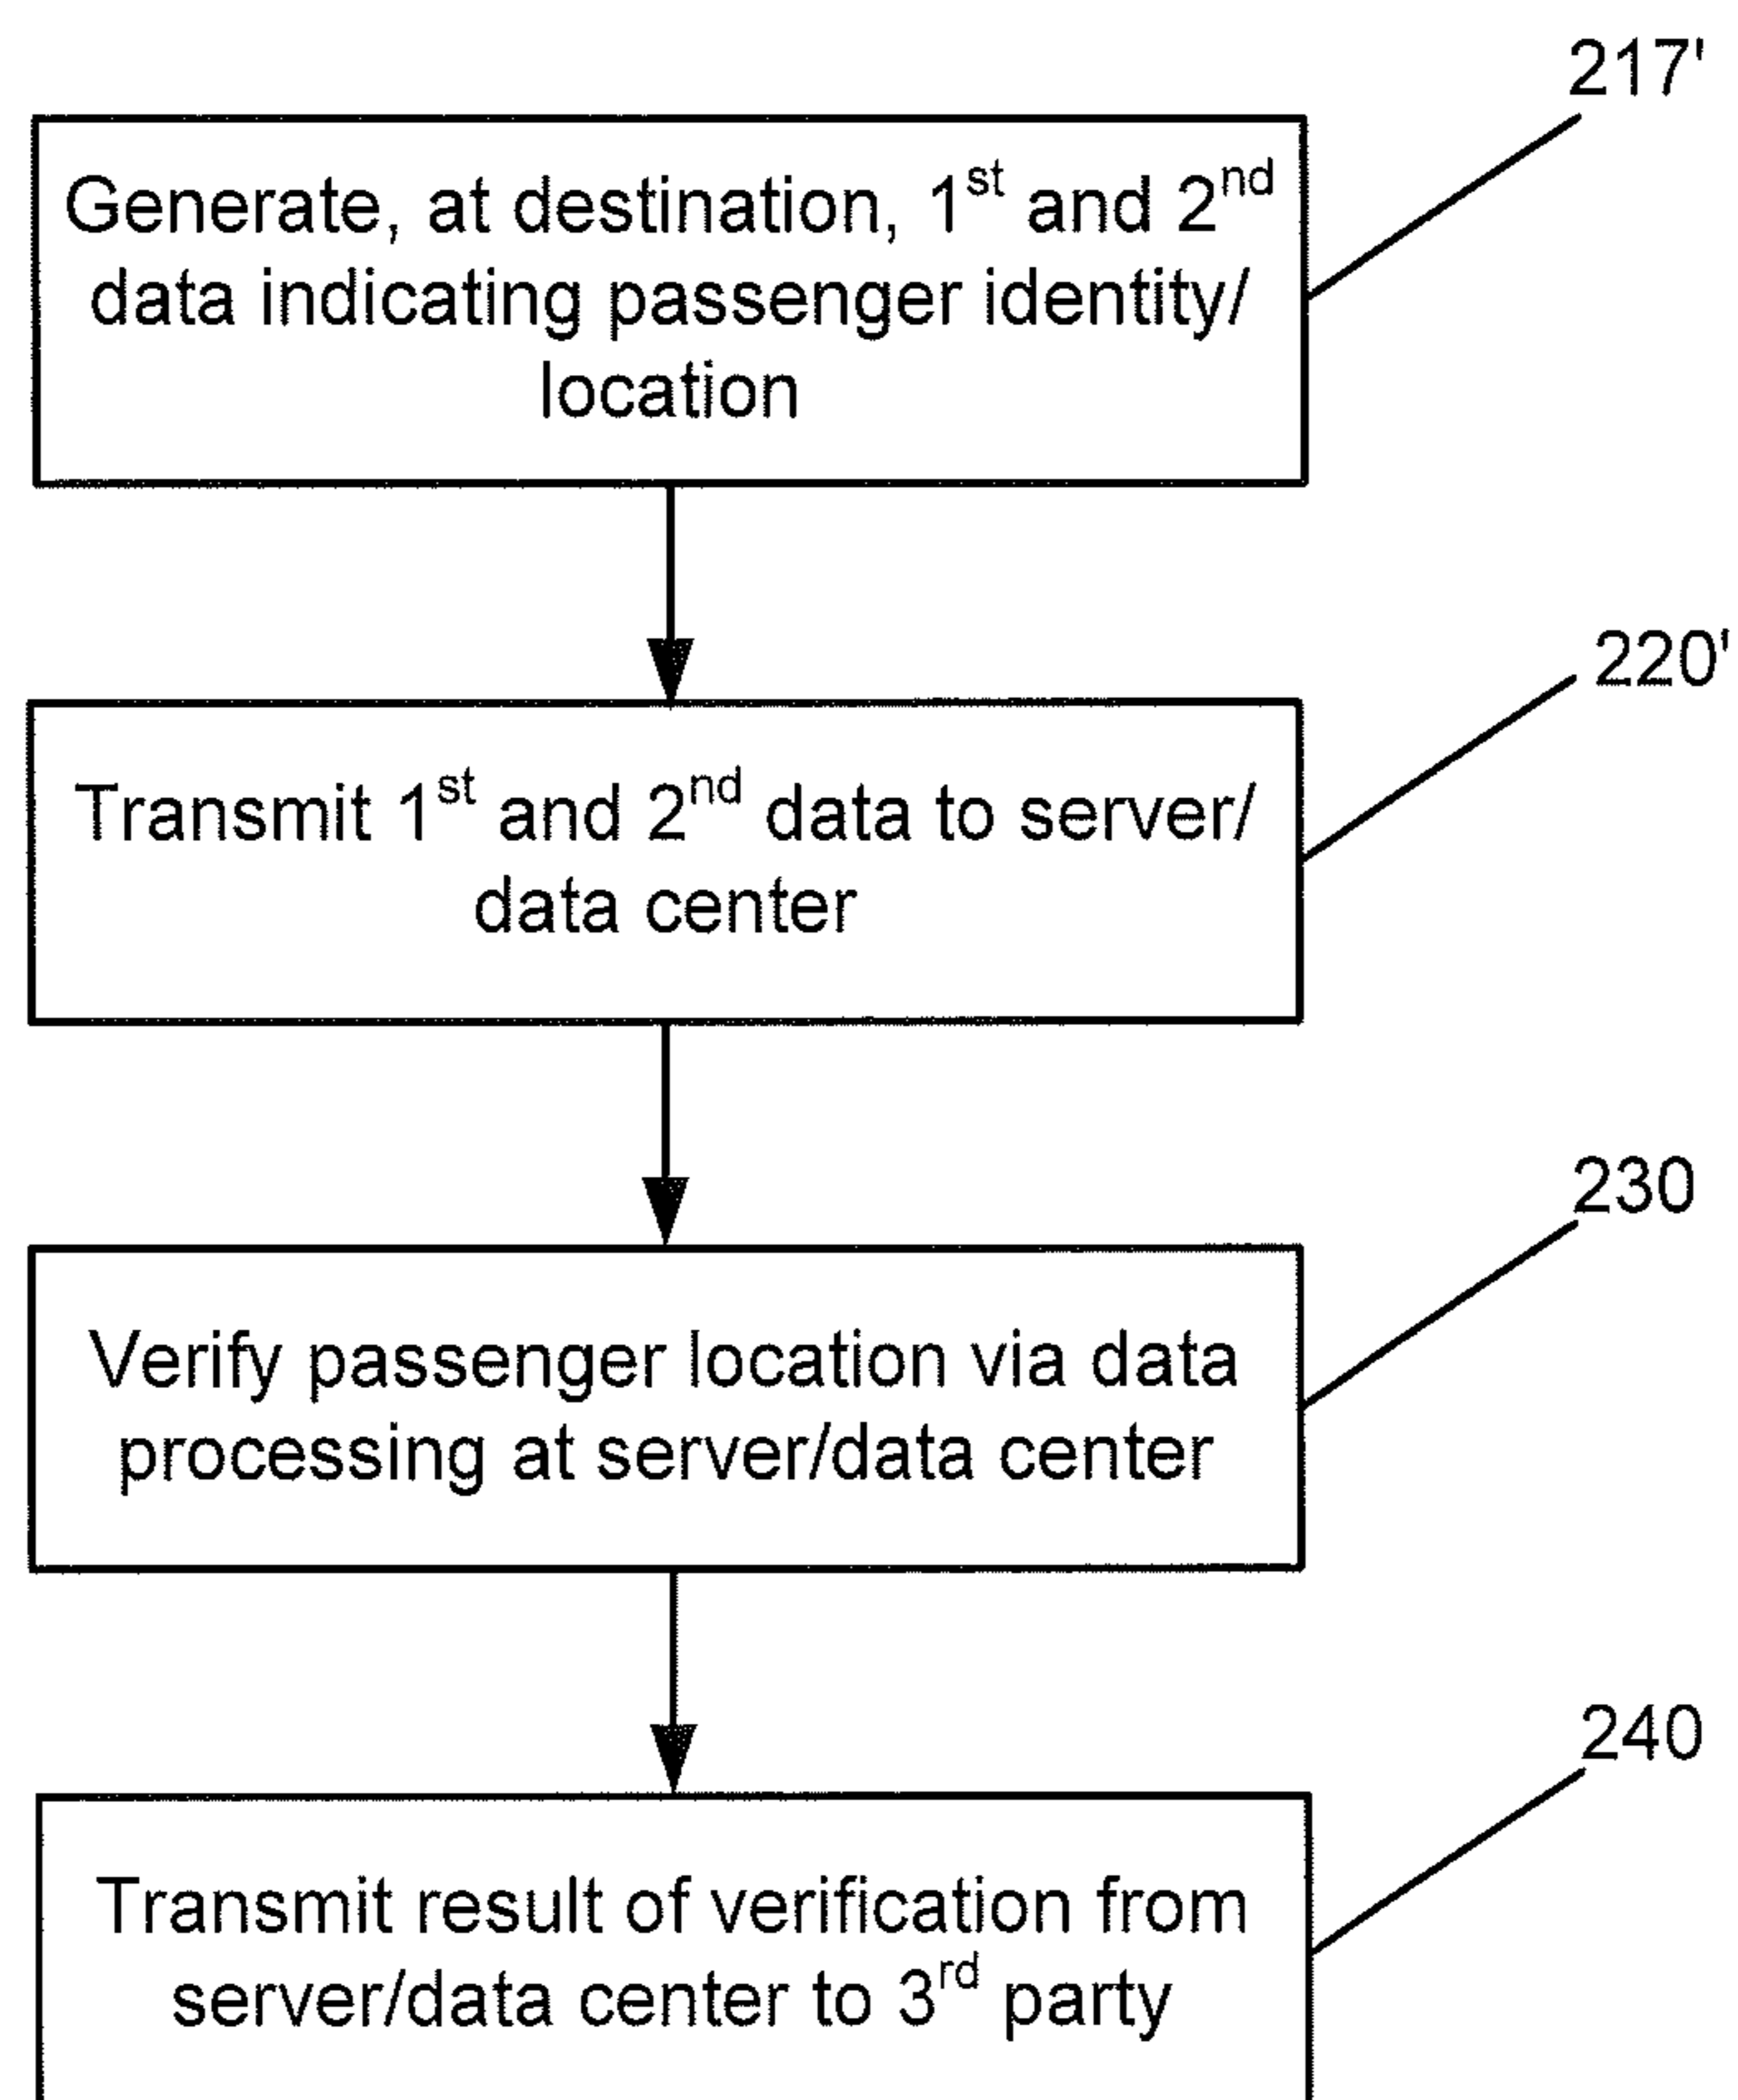 217'
Generate, at destination, 1st and 2nd
data indicating passenger identity/
location
220'
Transmit 1st and 2nd data to server/
data center
230
Verify passenger location via data
processing at server/data center
240
Transmit result of verification from
server/data center to 3rd party